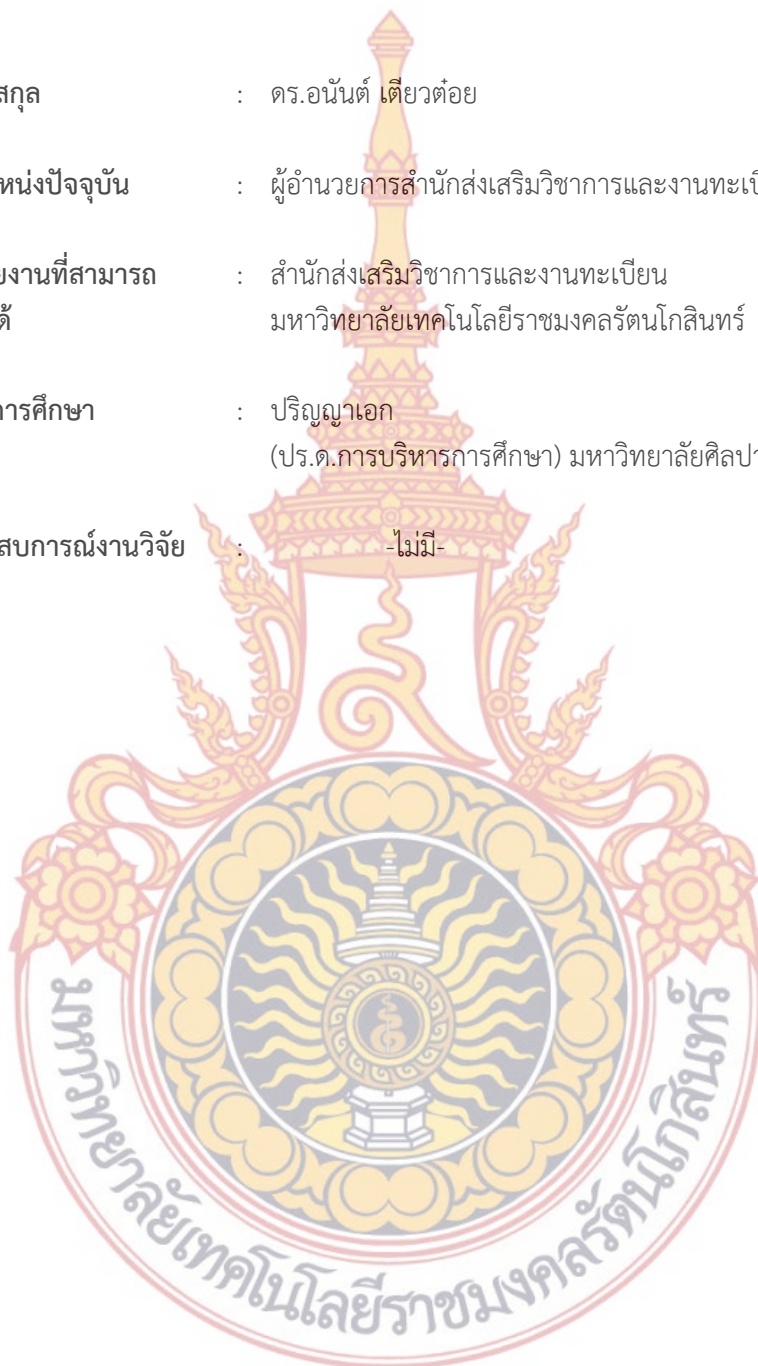 สกุล : ดร.อนันต์ เตียวต๋อย
หน่งปัจจุบัน : ผู้อำนวยการสำนักส่งเสริมวิชาการและงานทะเบี
งานที่สามารถ : สำนักส่งเสริมวิชาการและงานทะเบียน
ด้ มหาวิทยาลัยเทคโนโลยีราชมงคลรัตนโกสินทร์
การศึกษา : ปริญญาเอก
(ปร.ด.การบริหารการศึกษา) มหาวิทยาลัยศิลปา
สบการณ์งานวิจัย : -ไม่มี-
มหาวิทยาลัยเทคโนโลยีราชมงคลรัตนโกสินทร์